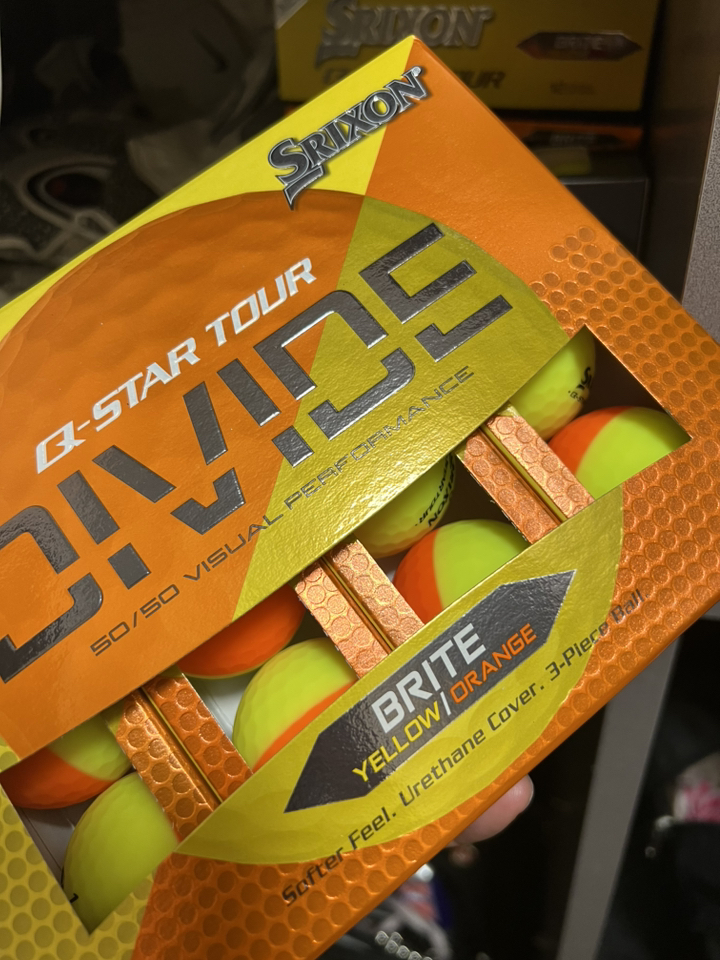 SRIXON
BRITE
SRIXON
Q-STAR TOUR
DIVIDE
50/50 VISUAL PERFORMANCE
BRITE
YELLOW/ORANGE
Softer Feel. Urethane Cover. 3-Piece Ball